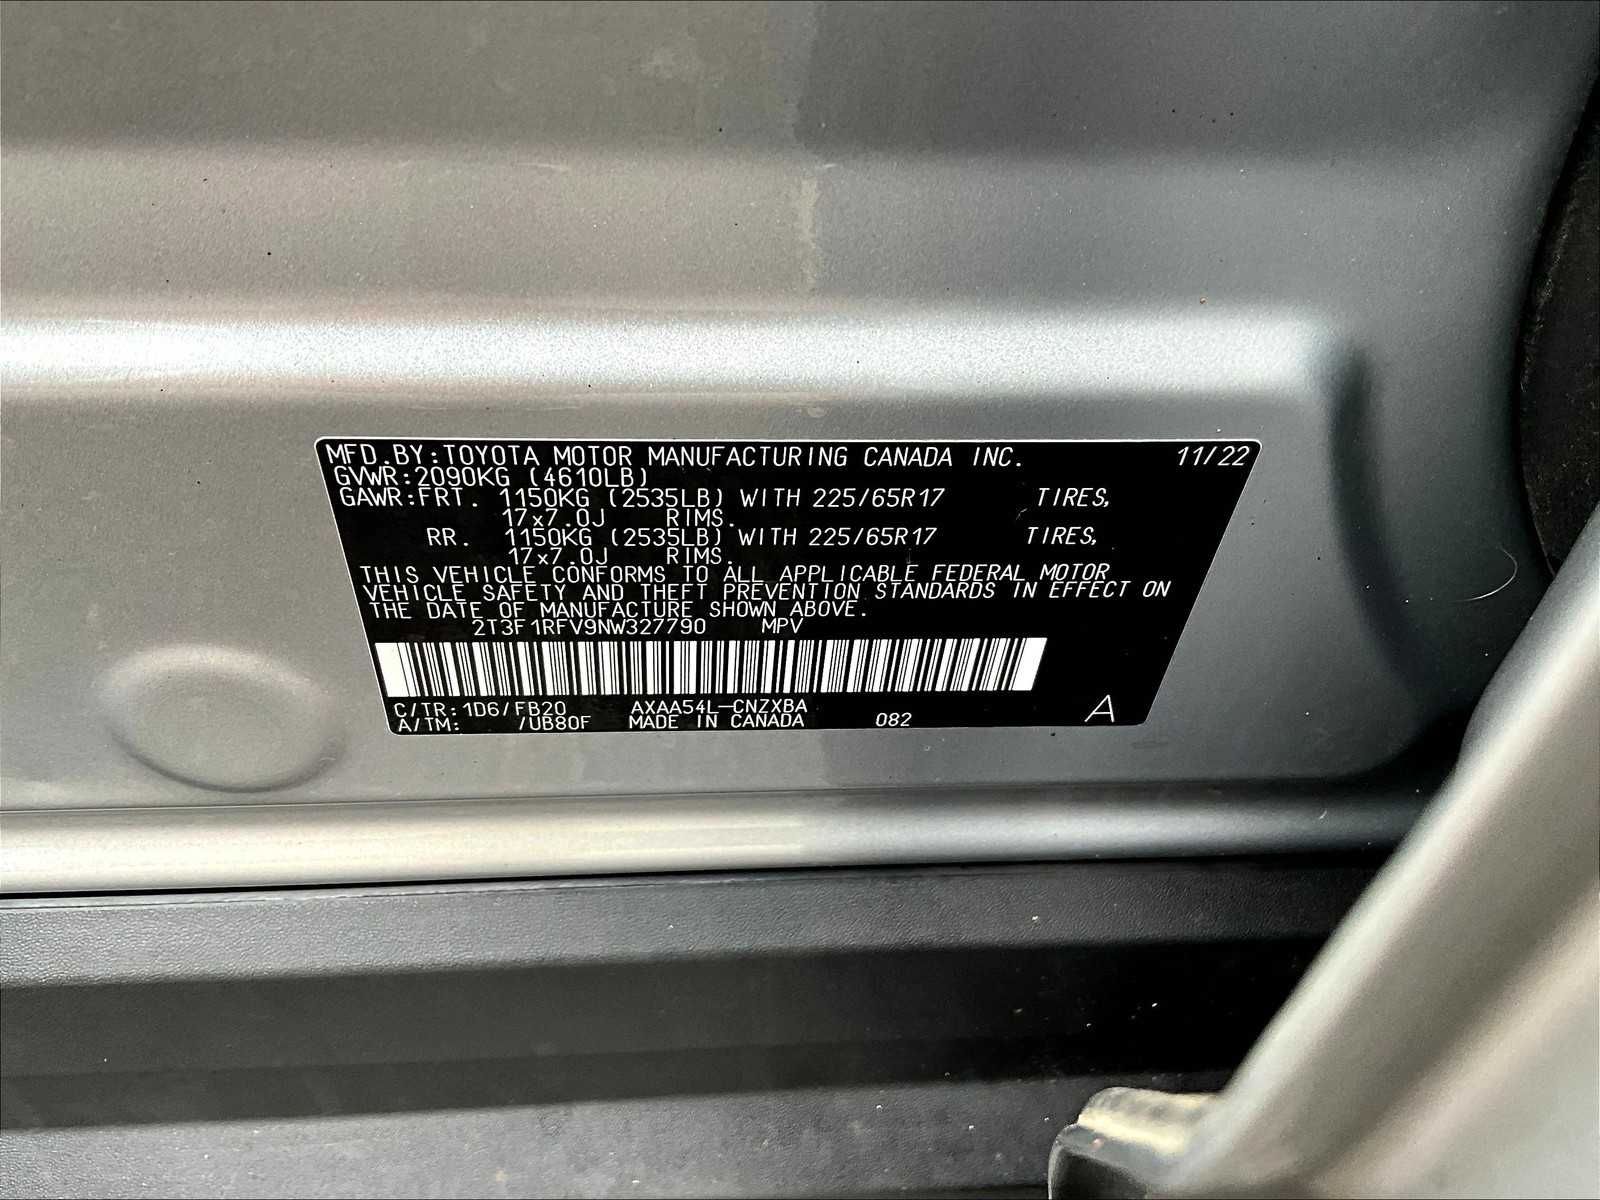 MFD.BY:TOYOTA MOTOR MANUFACTURING CANADA INC. 11/22
GVWR:2090KG (4610LB)
GAWR:FRT. 1150KG (2535LB) WITH 225/65R17 TIRES,
17x7.0J RIMS.
RR. 1150KG (2535LB) WITH 225/65R17 TIRES,
17x7.0J RIMS.
THIS VEHICLE CONFORMS TO ALL APPLICABLE FEDERAL MOTOR
VEHICLE SAFETY AND THEFT PREVENTION STANDARDS IN EFFECT ON
THE DATE OF MANUFACTURE SHOWN ABOVE.
2T3F1RFV9NW327790 MPV
C/TR:1D6/FB20 AXAA54L-CNZXBA
A/TM: /UB80F MADE IN CANADA 082 A